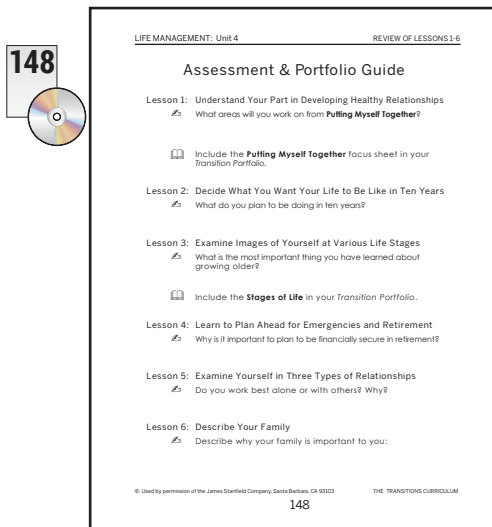 148
LIFE MANAGEMENT: Unit 4 REVIEW OF LESSONS 1-6
Assessment & Portfolio Guide
Lesson 1: Understand Your Part in Developing Healthy Relationships
What areas will you work on from Putting Myself Together?
Include the Putting Myself Together focus sheet in your
Transition Portfolio.
Lesson 2: Decide What You Want Your Life to Be Like in Ten Years
What do you plan to be doing in ten years?
Lesson 3: Examine Images of Yourself at Various Life Stages
What is the most important thing you have learned about
growing older?
Include the Stages of Life in your Transition Portfolio.
Lesson 4: Learn to Plan Ahead for Emergencies and Retirement
Why is it important to plan to be financially secure in retirement?
Lesson 5: Examine Yourself in Three Types of Relationships
Do you work best alone or with others? Why?
Lesson 6: Describe Your Family
Describe why your family is important to you:
© Used by permission of the James Stanfield Company, Santa Barbara, CA 93103 THE TRANSITIONS CURRICULUM
148